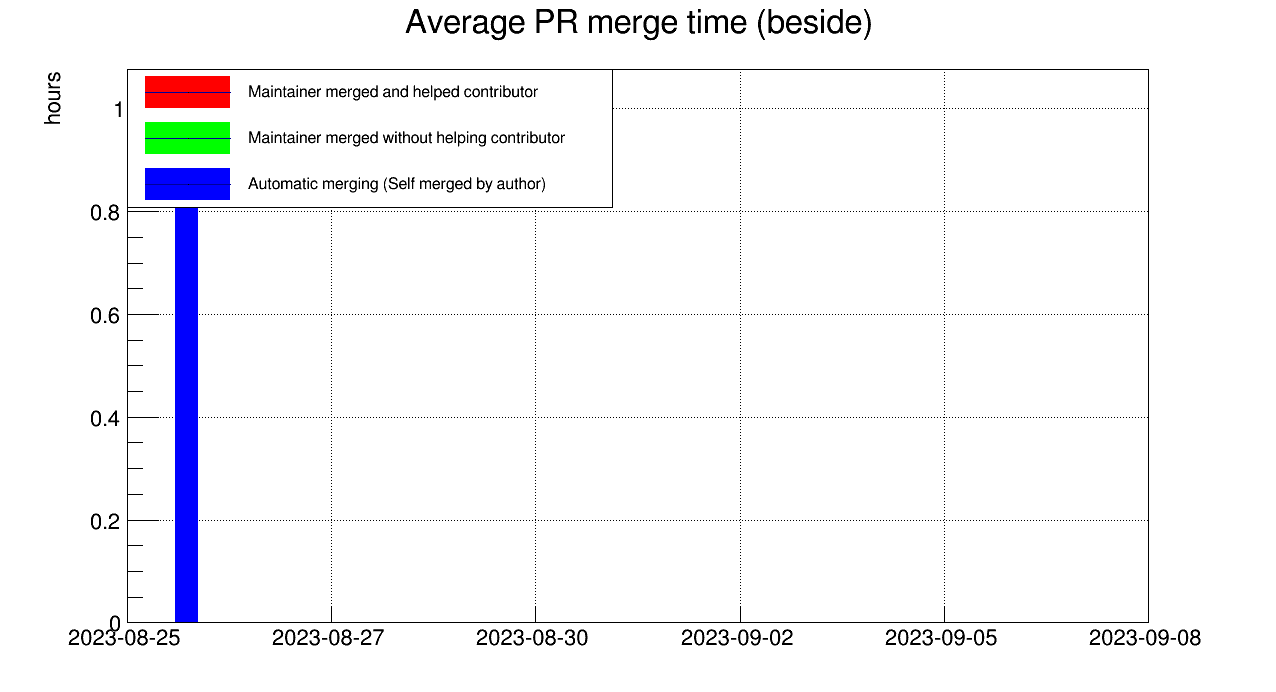 Average PR merge time (beside)
hours
Maintainer merged and helped contributor
Maintainer merged without helping contributor
Automatic merging (Self merged by author)
1
0.8
0.6
0.4
0.2
0
2023-08-25 2023-08-27 2023-08-30 2023-09-02 2023-09-05 2023-09-08